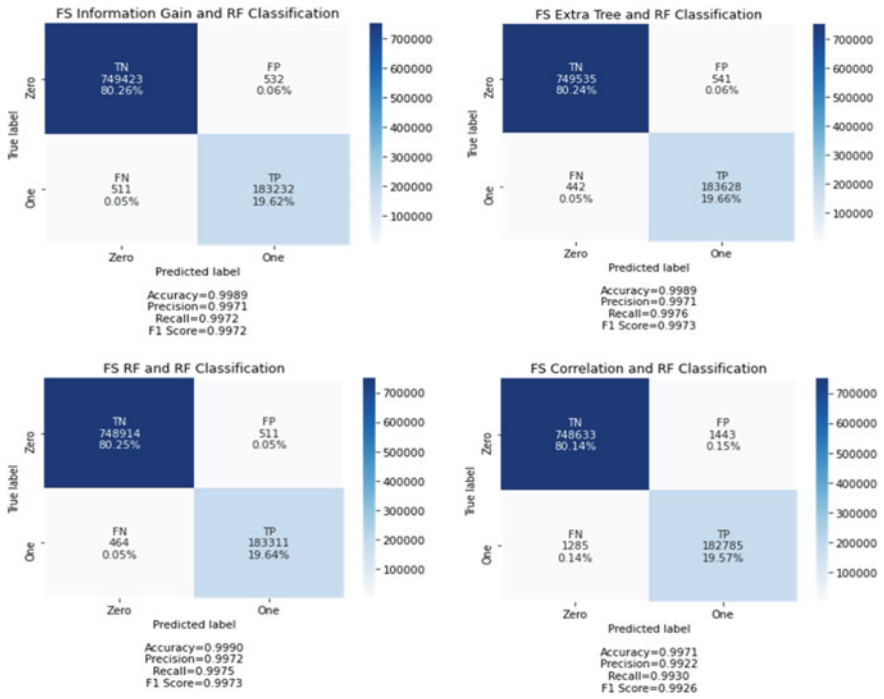 FS Information Gain and RF Classification
True label
Zero
One
TN
749423
80.26%
FP
532
0.06%
FN
511
0.05%
TP
183232
19.62%
700000
600000
500000
400000
300000
200000
100000
Zero
One
Predicted label
Accuracy=0.9989
Precision=0.9971
Recall=0.9972
F1 Score=0.9972
FS Extra Tree and RF Classification
True label
Zero
One
TN
749535
80.24%
FP
541
0.06%
FN
442
0.05%
TP
183628
19.66%
700000
600000
500000
400000
300000
200000
100000
Zero
One
Predicted label
Accuracy=0.9989
Precision=0.9971
Recall=0.9976
F1 Score=0.9973
FS RF and RF Classification
True label
Zero
One
TN
748914
80.25%
FP
511
0.05%
FN
464
0.05%
TP
183311
19.64%
700000
600000
500000
400000
300000
200000
100000
Zero
One
Predicted label
Accuracy=0.9990
Precision=0.9972
Recall=0.9975
F1 Score=0.9973
FS Correlation and RF Classification
True label
Zero
One
TN
748633
80.14%
FP
1443
0.15%
FN
1285
0.14%
TP
182785
19.57%
700000
600000
500000
400000
300000
200000
100000
Zero
One
Predicted label
Accuracy=0.9971
Precision=0.9922
Recall=0.9930
F1 Score=0.9926